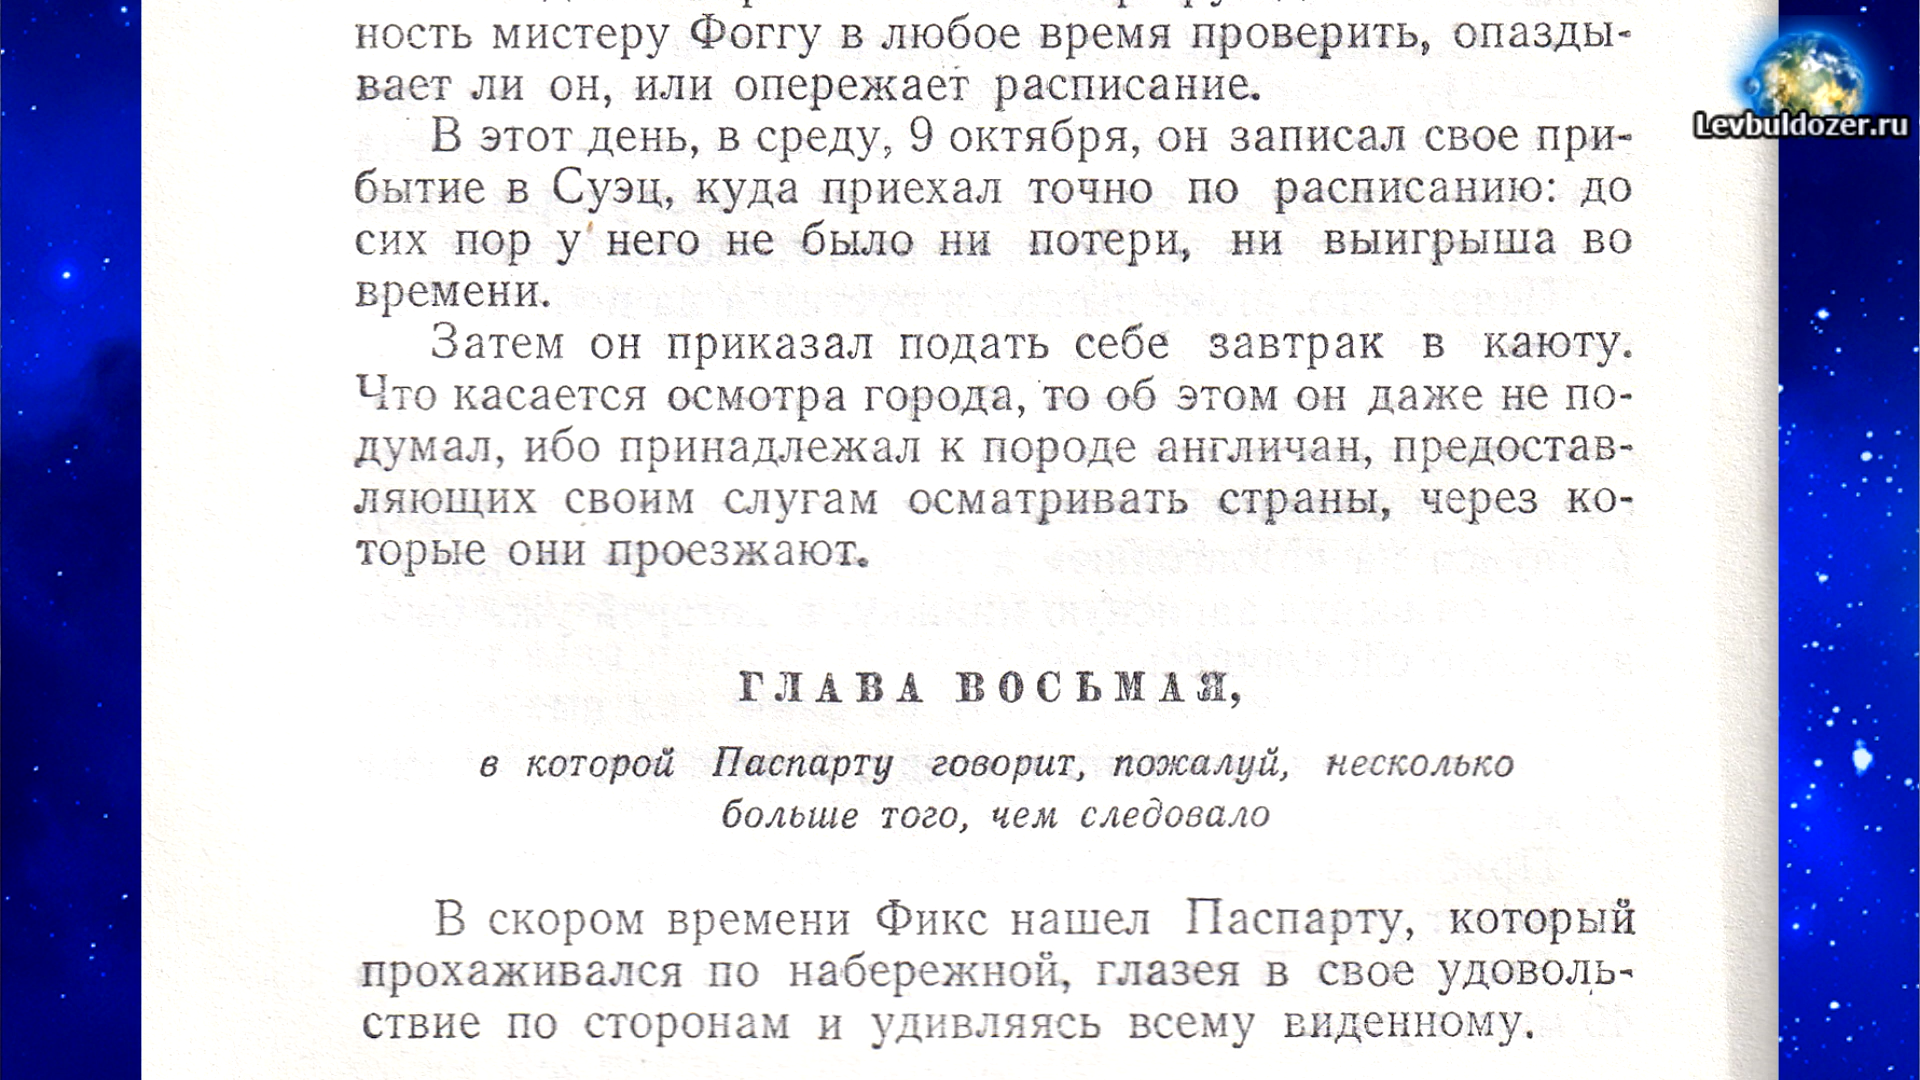 ность мистеру Фоггу в любое время проверить, опазды-
вает ли он, или опережает расписание.
В этот день, в среду, 9 октября, он записал свое при-
бытие в Суэц, куда приехал точно по расписанию: до
сих пор у него не было ни потери, ни выигрыша во
времени.
Затем он приказал подать себе завтрак в каюту.
Что касается осмотра города, то об этом он даже не по-
думал, ибо принадлежал к породе англичан, предостав-
ляющих своим слугам осматривать страны, через ко-
торые они проезжают.
ГЛАВА ВОСЬМАЯ,
в которой Паспарту говорит, пожалуй, несколько
больше того, чем следовало
В скором времени Фикс нашел Паспарту, который
прохаживался по набережной, глазея в свое удоволь-
ствие по сторонам и удивляясь всему виденному.
Levbuldozer.ru